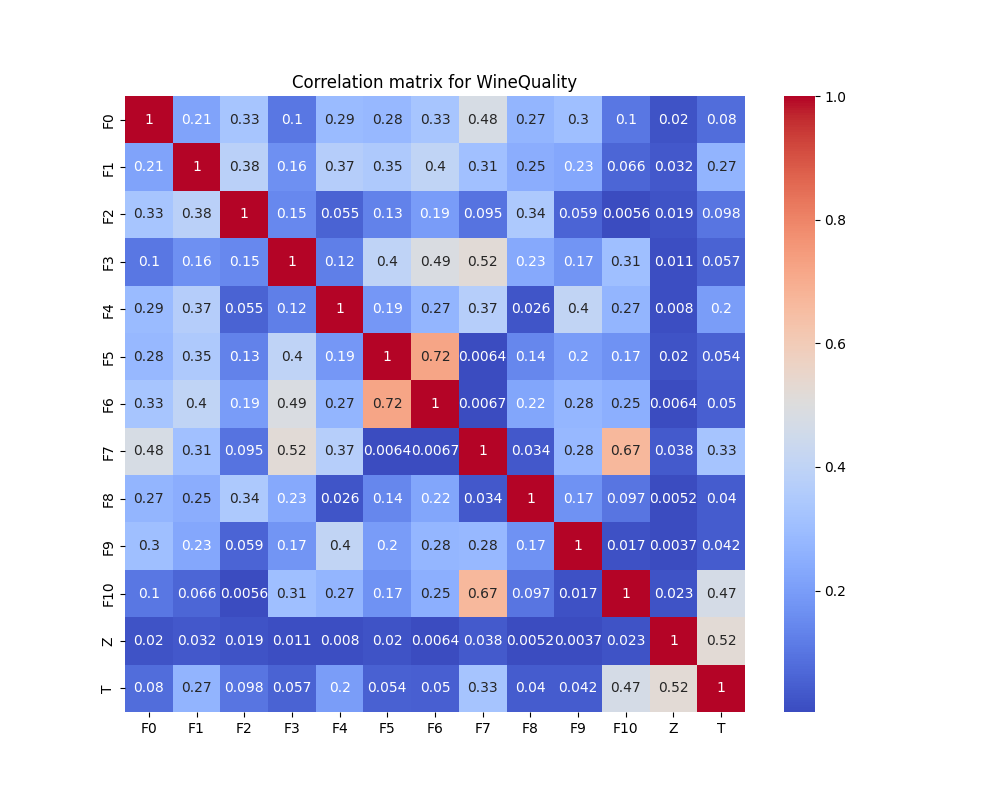 Correlation matrix for WineQuality
F0 1 0.21 0.33 0.1 0.29 0.28 0.33 0.48 0.27 0.3 0.1 0.02 0.08
F1 0.21 1 0.38 0.16 0.37 0.35 0.4 0.31 0.25 0.23 0.066 0.032 0.27
F2 0.33 0.38 1 0.15 0.055 0.13 0.19 0.095 0.34 0.059 0.0056 0.019 0.098
F3 0.1 0.16 0.15 1 0.12 0.4 0.49 0.52 0.23 0.17 0.31 0.011 0.057
F4 0.29 0.37 0.055 0.12 1 0.19 0.27 0.37 0.026 0.4 0.27 0.008 0.2
F5 0.28 0.35 0.13 0.4 0.19 1 0.72 0.0064 0.14 0.2 0.17 0.02 0.054
F6 0.33 0.4 0.19 0.49 0.27 0.72 1 0.0067 0.22 0.28 0.25 0.0064 0.05
F7 0.48 0.31 0.095 0.52 0.37 0.0064 0.0067 1 0.034 0.28 0.67 0.038 0.33
F8 0.27 0.25 0.34 0.23 0.026 0.14 0.22 0.034 1 0.17 0.097 0.0052 0.04
F9 0.3 0.23 0.059 0.17 0.4 0.2 0.28 0.28 0.17 1 0.017 0.0037 0.042
F10 0.1 0.066 0.0056 0.31 0.27 0.17 0.25 0.67 0.097 0.017 1 0.023 0.47
Z 0.02 0.032 0.019 0.011 0.008 0.02 0.0064 0.038 0.0052 0.0037 0.023 1 0.52
T 0.08 0.27 0.098 0.057 0.2 0.054 0.05 0.33 0.04 0.042 0.47 0.52 1
F0 F1 F2 F3 F4 F5 F6 F7 F8 F9 F10 Z T
1.0
0.8
0.6
0.4
0.2